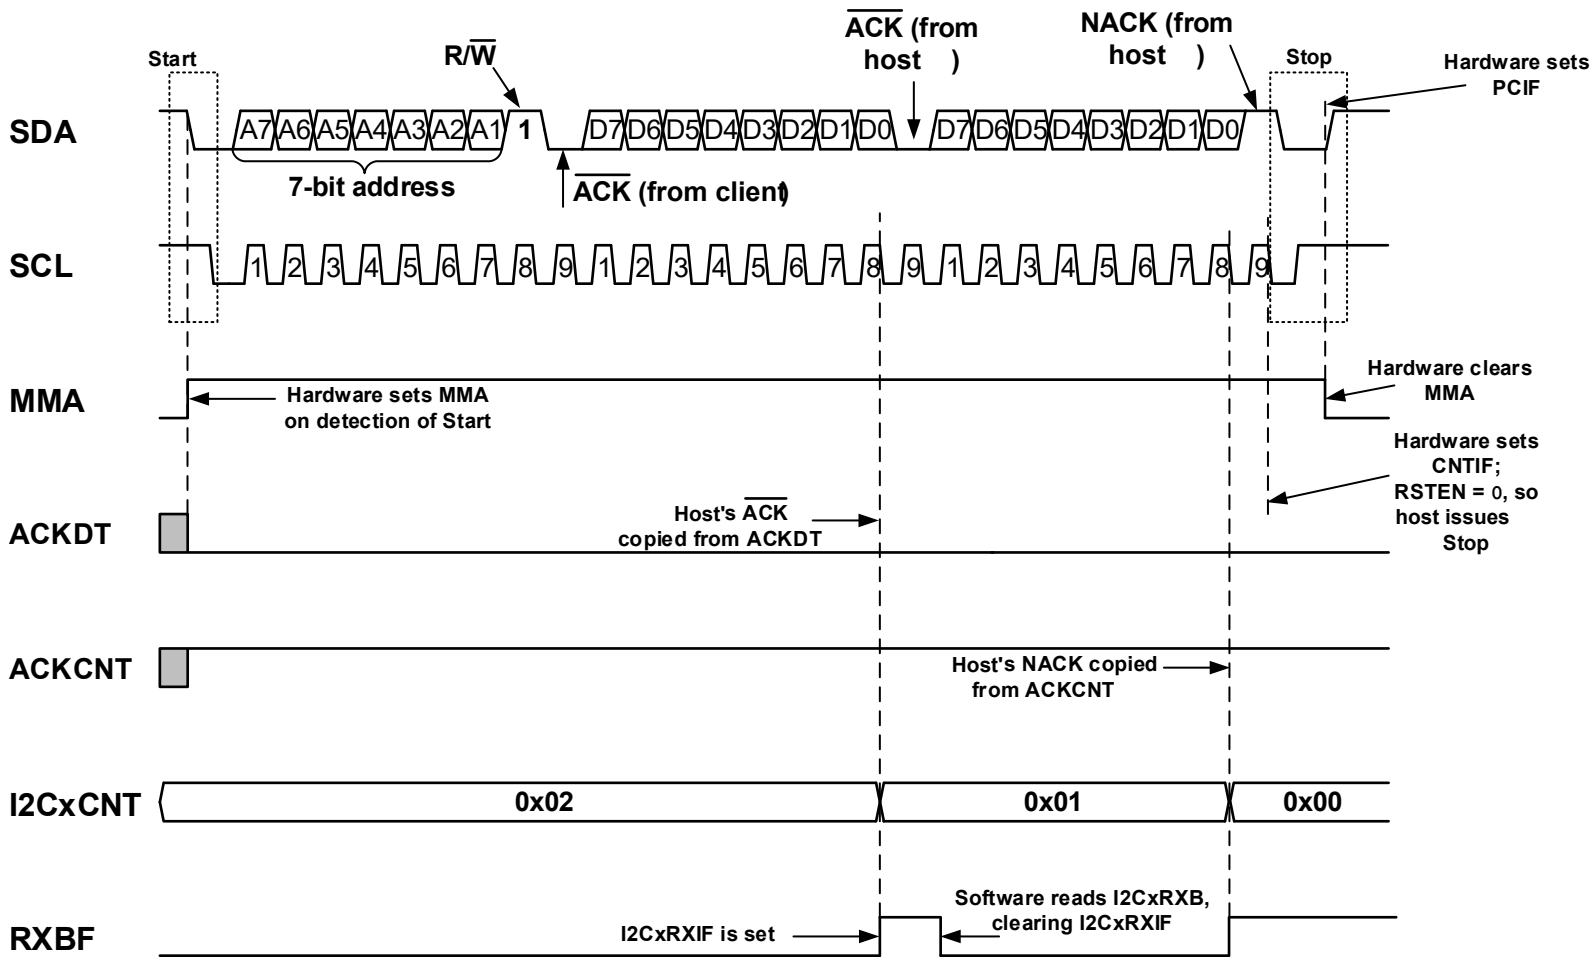 Start
R/W
ACK (from
host )
NACK (from
host )
Stop
Hardware sets
PCIF
SDA
A7 A6 A5 A4 A3 A2 A1 1 D7 D6 D5 D4 D3 D2 D1 D0 D7 D6 D5 D4 D3 D2 D1 D0
7-bit address
ACK (from client)
SCL
1 2 3 4 5 6 7 8 9 1 2 3 4 5 6 7 8 9 1 2 3 4 5 6 7 8 9
MMA
Hardware sets MMA
on detection of Start
Hardware clears
MMA
Hardware sets
CNTIF;
RSTEN = 0, so
host issues
Stop
ACKDT
Host's ACK
copied from ACKDT
ACKCNT
Host's NACK copied
from ACKCNT
I2CxCNT
0x02 0x01 0x00
RXBF
I2CxRXIF is set
Software reads I2CxRXB,
clearing I2CxRXIF